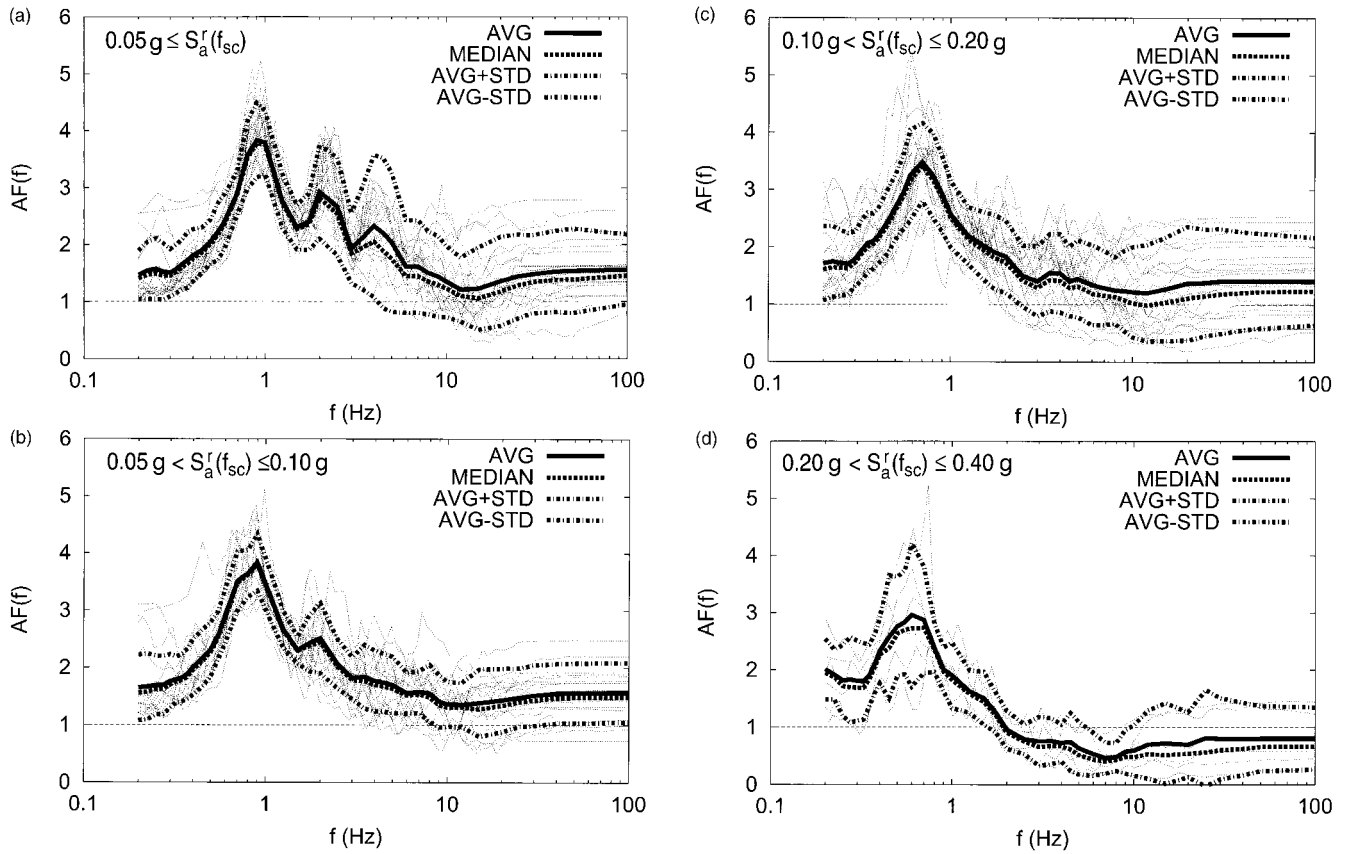 (a)
0.05 g ≤ S_a^r(f_sc)
AVG
MEDIAN
AVG+STD
AVG-STD
AF(f)
6
5
4
3
2
1
0
0.1 1 10 100
f (Hz)
(b)
0.05 g < S_a^r(f_sc) ≤0.10 g
AVG
MEDIAN
AVG+STD
AVG-STD
AF(f)
6
5
4
3
2
1
0
0.1 1 10 100
f (Hz)
(c)
0.10 g < S_a^r(f_sc) ≤ 0.20 g
AVG
MEDIAN
AVG+STD
AVG-STD
AF(f)
6
5
4
3
2
1
0
0.1 1 10 100
f (Hz)
(d)
0.20 g < S_a^r(f_sc) ≤ 0.40 g
AVG
MEDIAN
AVG+STD
AVG-STD
AF(f)
6
5
4
3
2
1
0
0.1 1 10 100
f (Hz)